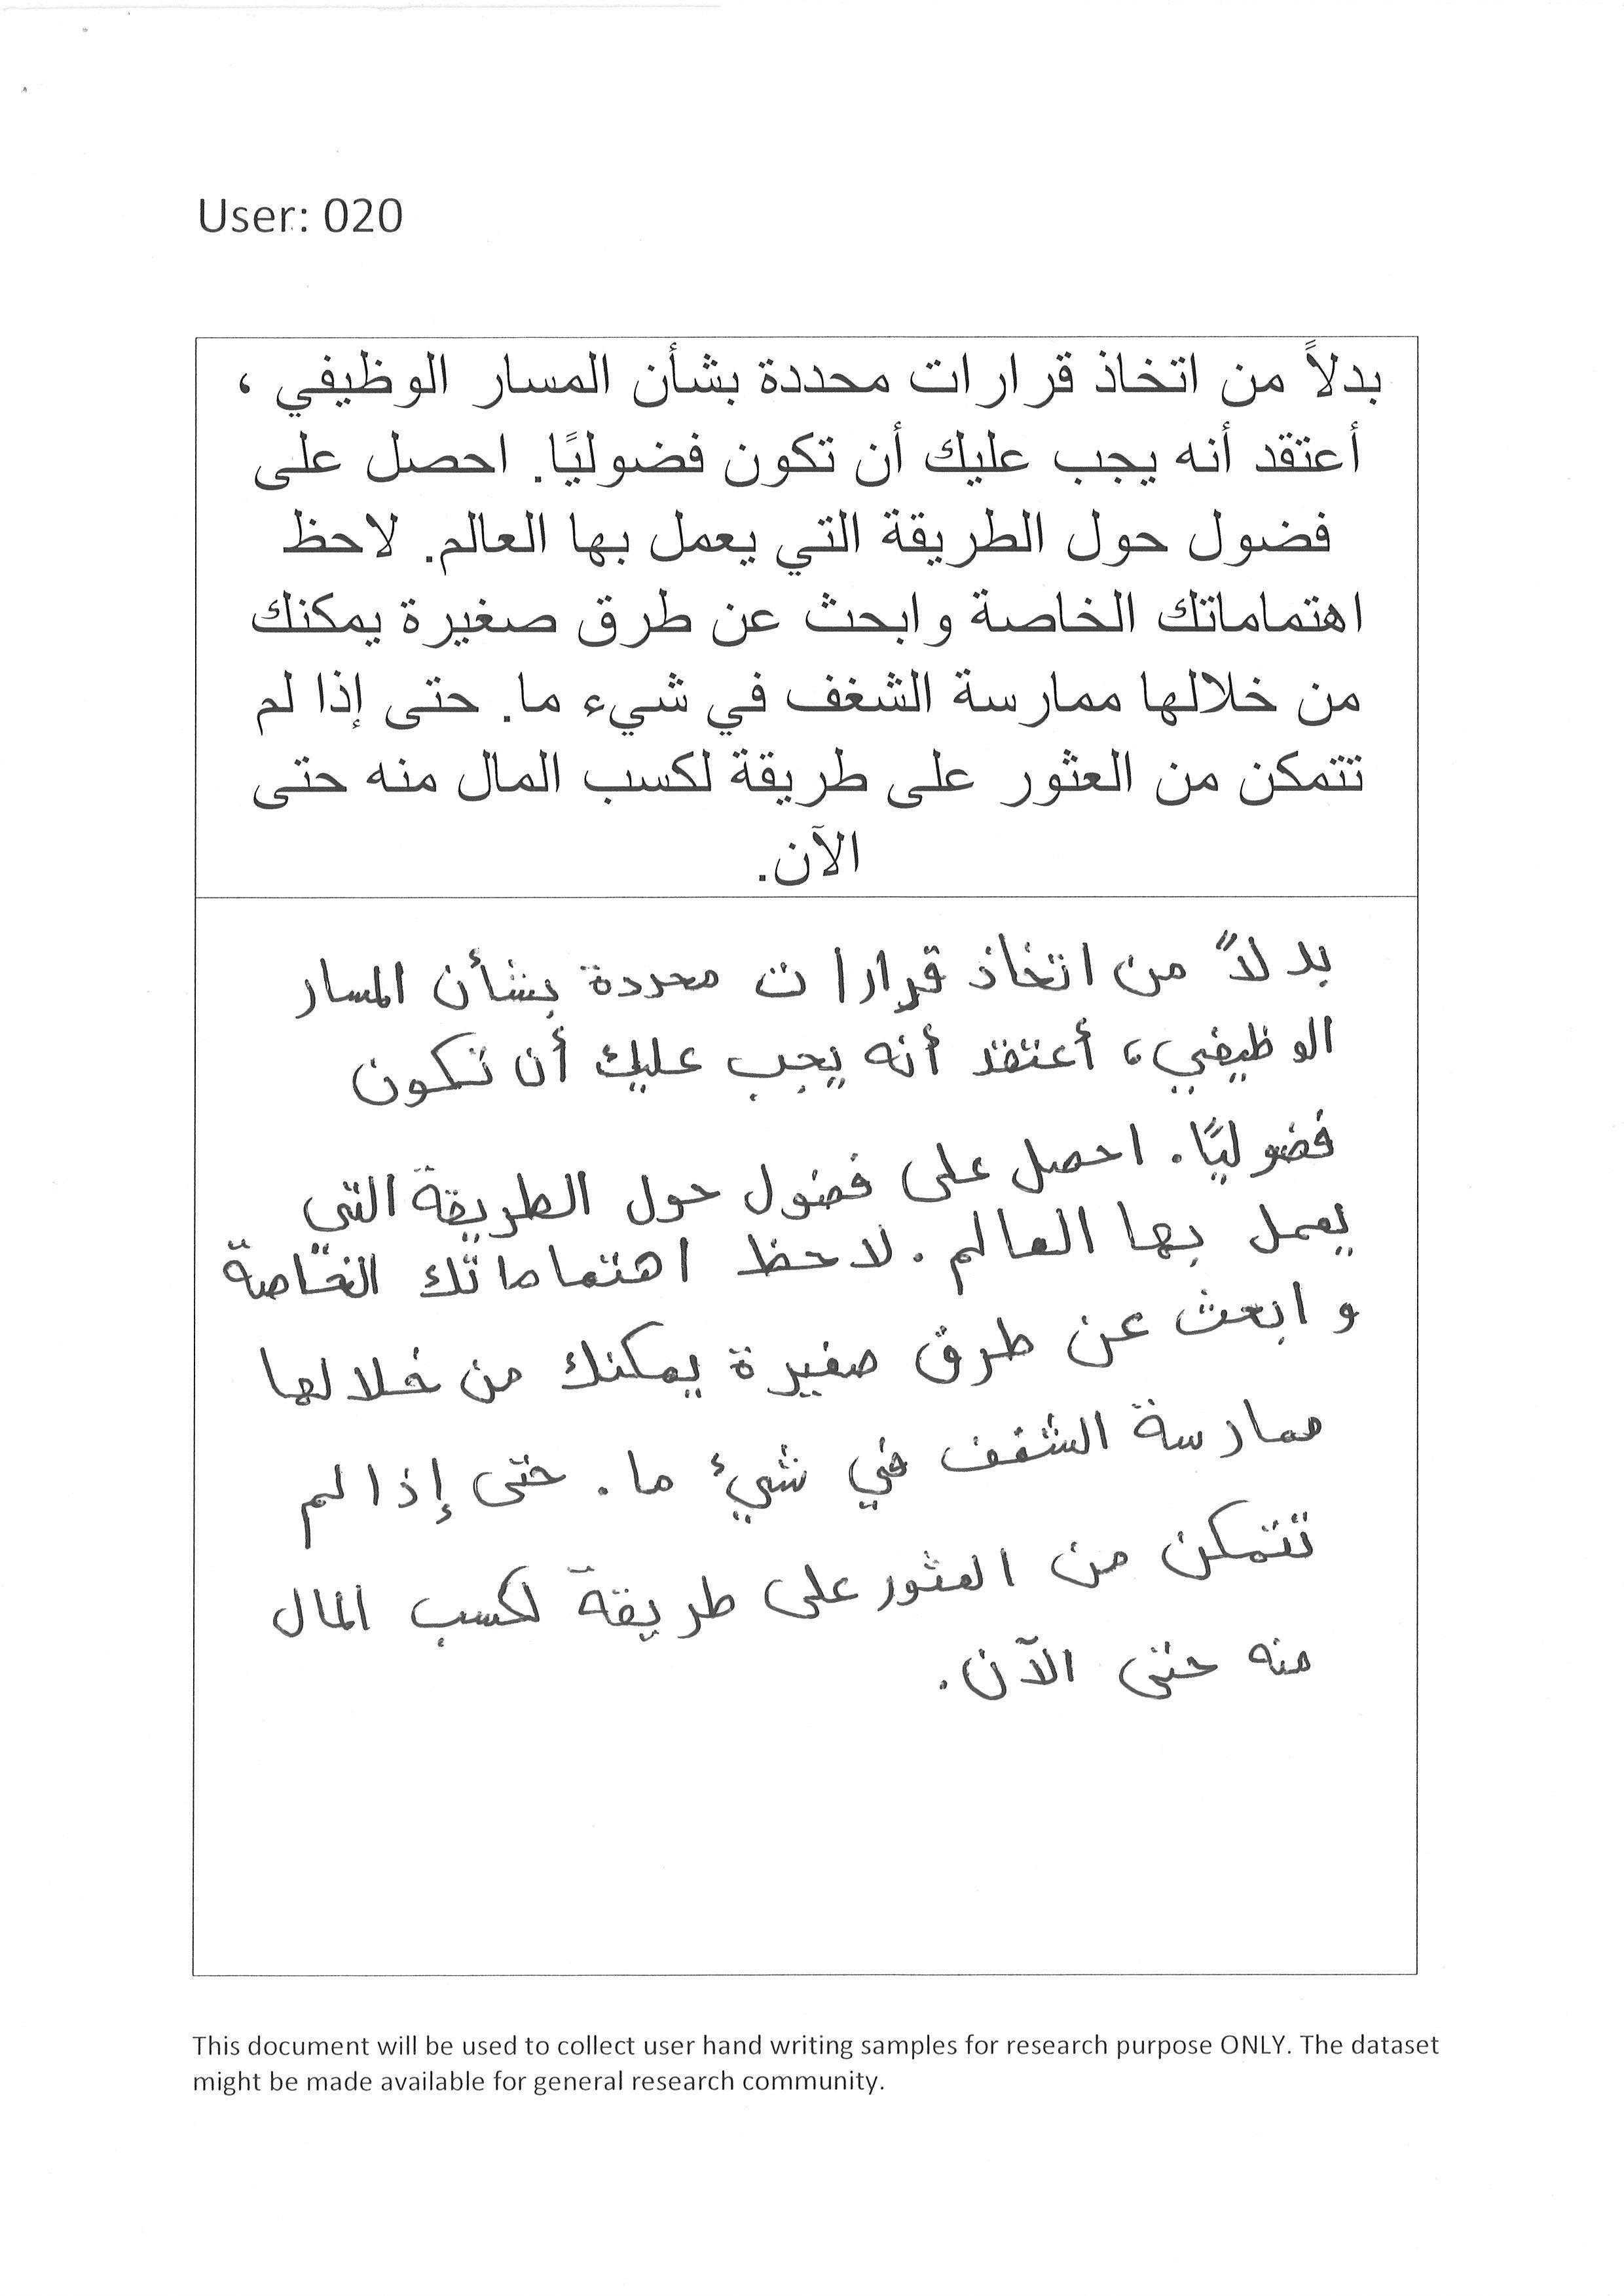 User: 020
بدلاً من اتخاذ قرارات محددة بشأن المسار الوظيفي ،
أعتقد أنه يجب عليك أن تكون فضوليًا. احصل على
فضول حول الطريقة التي يعمل بها العالم. لاحظ
اهتماماتك الخاصة وابحث عن طرق صغيرة يمكنك
من خلالها ممارسة الشغف في شيء ما. حتى إذا لم
تتمكن من العثور على طريقة لكسب المال منه حتى
الآن.
بدلاً من اتخاذ قرارات محددة بشأن المسار
الوظيفي، أعتقد أنه يجب عليك أن تكون
فضوليًا. احصل على فضول حول الطريقة التي
يعمل بها العالم. لاحظ اهتماماتك الخاصة
وابحث عن طرق صغيرة يمكنك من خلالها
ممارسة الشغف في شيئ ما. حتى إذا لم
تتمكن من العثور على طريقة لكسب المال
منه حتى الآن.
This document will be used to collect user hand writing samples for research purpose ONLY. The dataset
might be made available for general research community.